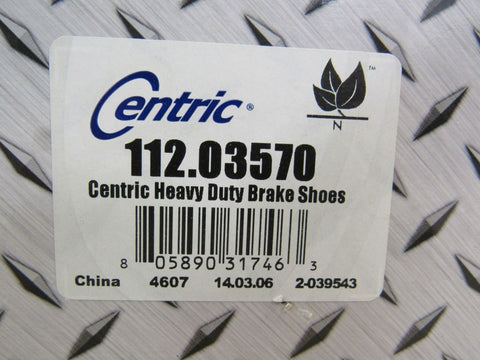 Centric®
™
N
112.03570
Centric Heavy Duty Brake Shoes
8 05890 31746 3
China 4607 14.03.06 2-039543